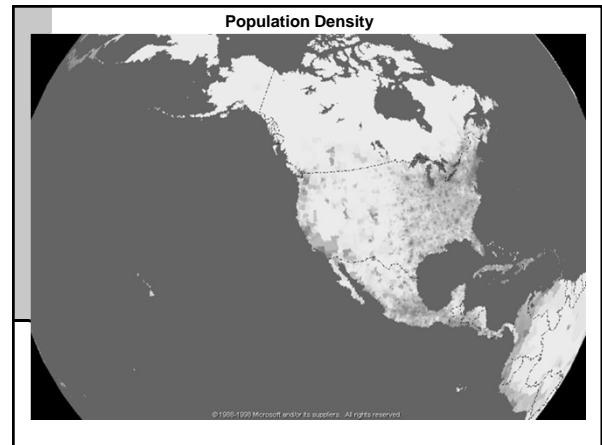 Population Density
© 1988-1998 Microsoft and/or its suppliers. All rights reserved.